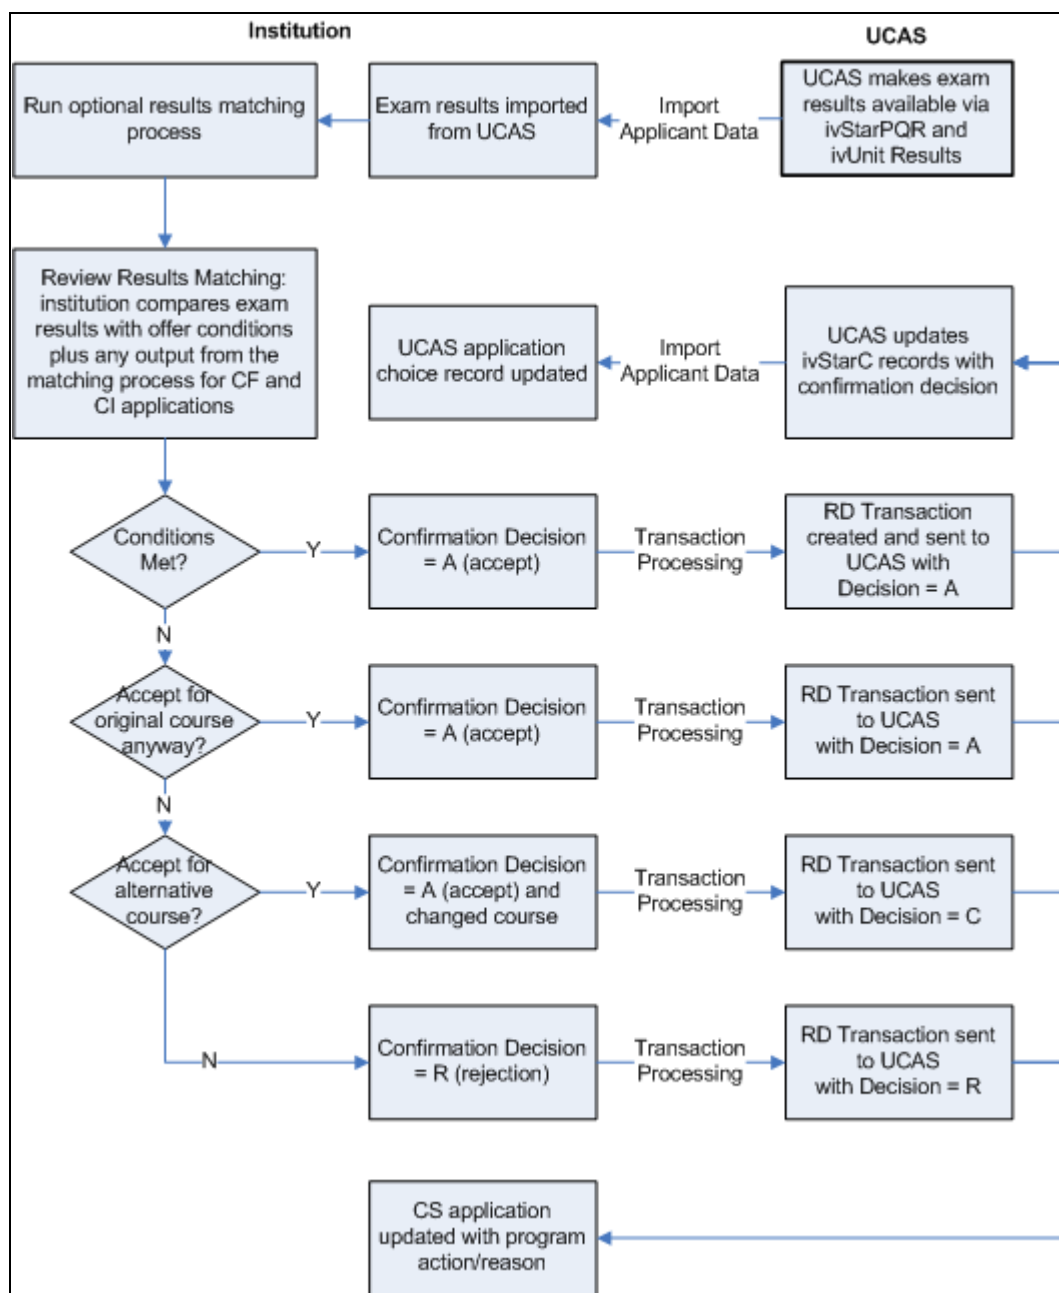 Institution
UCAS
Run optional results matching
process
Exam results imported
from UCAS
Import
Applicant Data
UCAS makes exam
results available via
ivStarPQR and
ivUnit Results
Review Results Matching:
institution compares exam
results with offer conditions
plus any output from the
matching process for CF and
CI applications
UCAS application
choice record updated
Import
Applicant Data
UCAS updates
ivStarC records with
confirmation decision
Conditions
Met?
Y
Confirmation Decision
= A (accept)
Transaction
Processing
RD Transaction
created and sent to
UCAS with
Decision = A
N
Accept for
original course
anyway?
Y
Confirmation Decision
= A (accept)
Transaction
Processing
RD Transaction sent
to UCAS
with Decision = A
N
Accept for
alternative
course?
Y
Confirmation Decision
= A (accept) and
changed course
Transaction
Processing
RD Transaction sent
to UCAS
with Decision = C
N
Confirmation Decision
= R (rejection)
Transaction
Processing
RD Transaction sent
to UCAS
with Decision = R
CS application
updated with program
action/reason